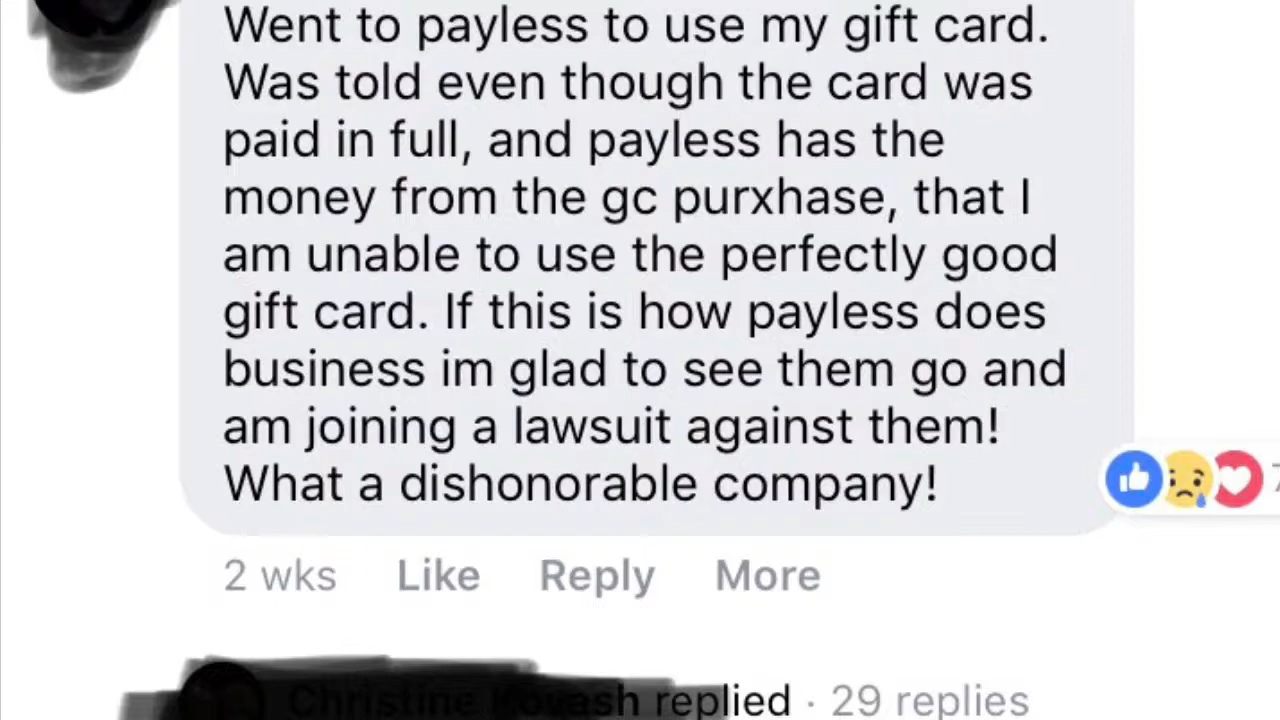 Went to payless to use my gift card.
Was told even though the card was
paid in full, and payless has the
money from the gc purxhase, that I
am unable to use the perfectly good
gift card. If this is how payless does
business im glad to see them go and
am joining a lawsuit against them!
What a dishonorable company!
2 wks Like Reply More
replied · 29 replies